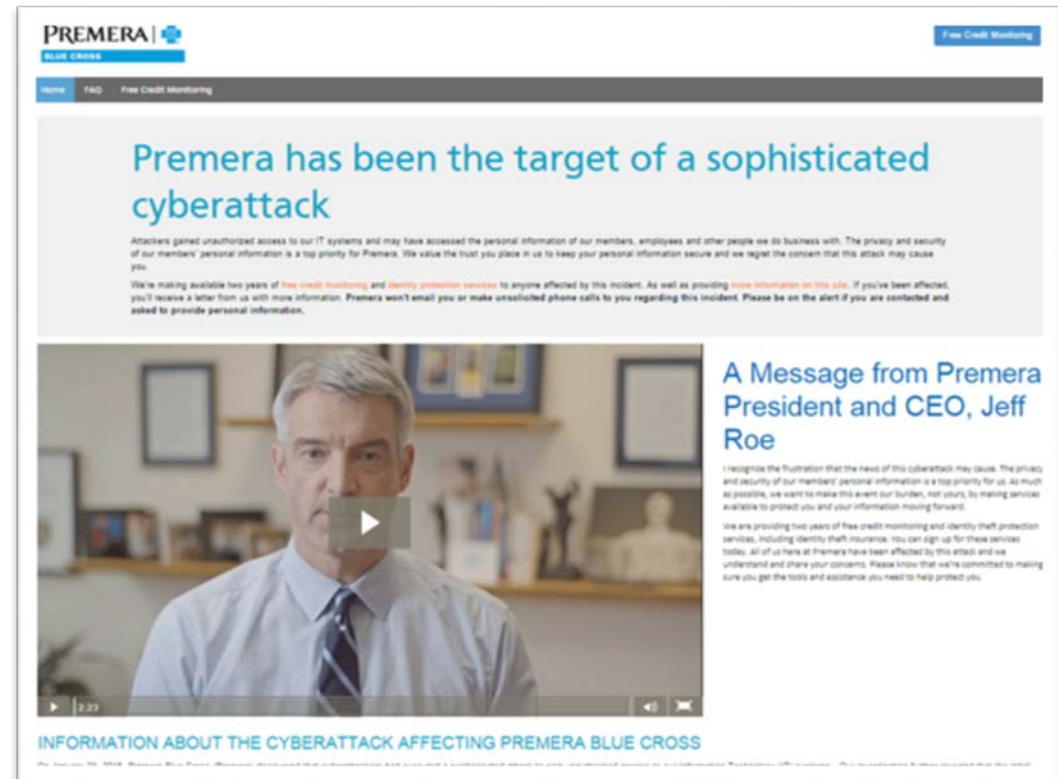 PREMERA
BLUE CROSS
Free Credit Monitoring
Home FAQ Free Credit Monitoring
Premera has been the target of a sophisticated
cyberattack
Attackers gained unauthorized access to our IT systems and may have accessed the personal information of our members, employees and other people we do business with. The privacy and security
of our members' personal information is a top priority for Premera. We value the trust you place in us to keep your personal information secure and we regret the concern that this attack may cause
you.
We're making available two years of free credit monitoring and identity protection services to anyone affected by this incident. As well as providing more information on this site. If you've been affected,
you'll receive a letter from us with more information. Premera won't email you or make unsolicited phone calls to you regarding this incident. Please be on the alert if you are contacted and
asked to provide personal information.
A Message from Premera
President and CEO, Jeff
Roe
I recognize the frustration that the news of this cyberattack may cause. The privacy
and security of our members' personal information is a top priority for us. As much
as possible, we want to make this event our burden, not yours, by making services
available to protect you and your information moving forward.
We are providing two years of free credit monitoring and identity theft protection
services, including identity theft insurance. You can sign up for these services
today. All of us here at Premera have been affected by this attack and we
understand and share your concerns. Please know that we're committed to making
sure you get the tools and assistance you need to help protect you.
2:23
INFORMATION ABOUT THE CYBERATTACK AFFECTING PREMERA BLUE CROSS